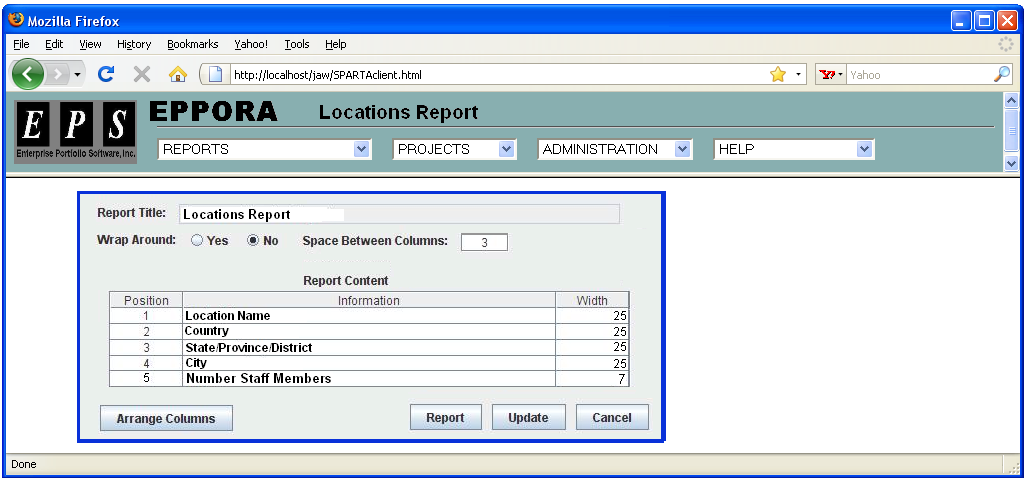 Mozilla Firefox
File Edit View History Bookmarks Yahoo! Tools Help
http://localhost/jaw/SPARTAclient.html Yahoo
EPS EPPORA Locations Report
Enterprise Portfolio Software, Inc.
REPORTS PROJECTS ADMINISTRATION HELP
Report Title: Locations Report
Wrap Around: Yes No Space Between Columns: 3
Report Content
Position Information Width
1 Location Name 25
2 Country 25
3 State/Province/District 25
4 City 25
5 Number Staff Members 7
Arrange Columns Report Update Cancel
Done